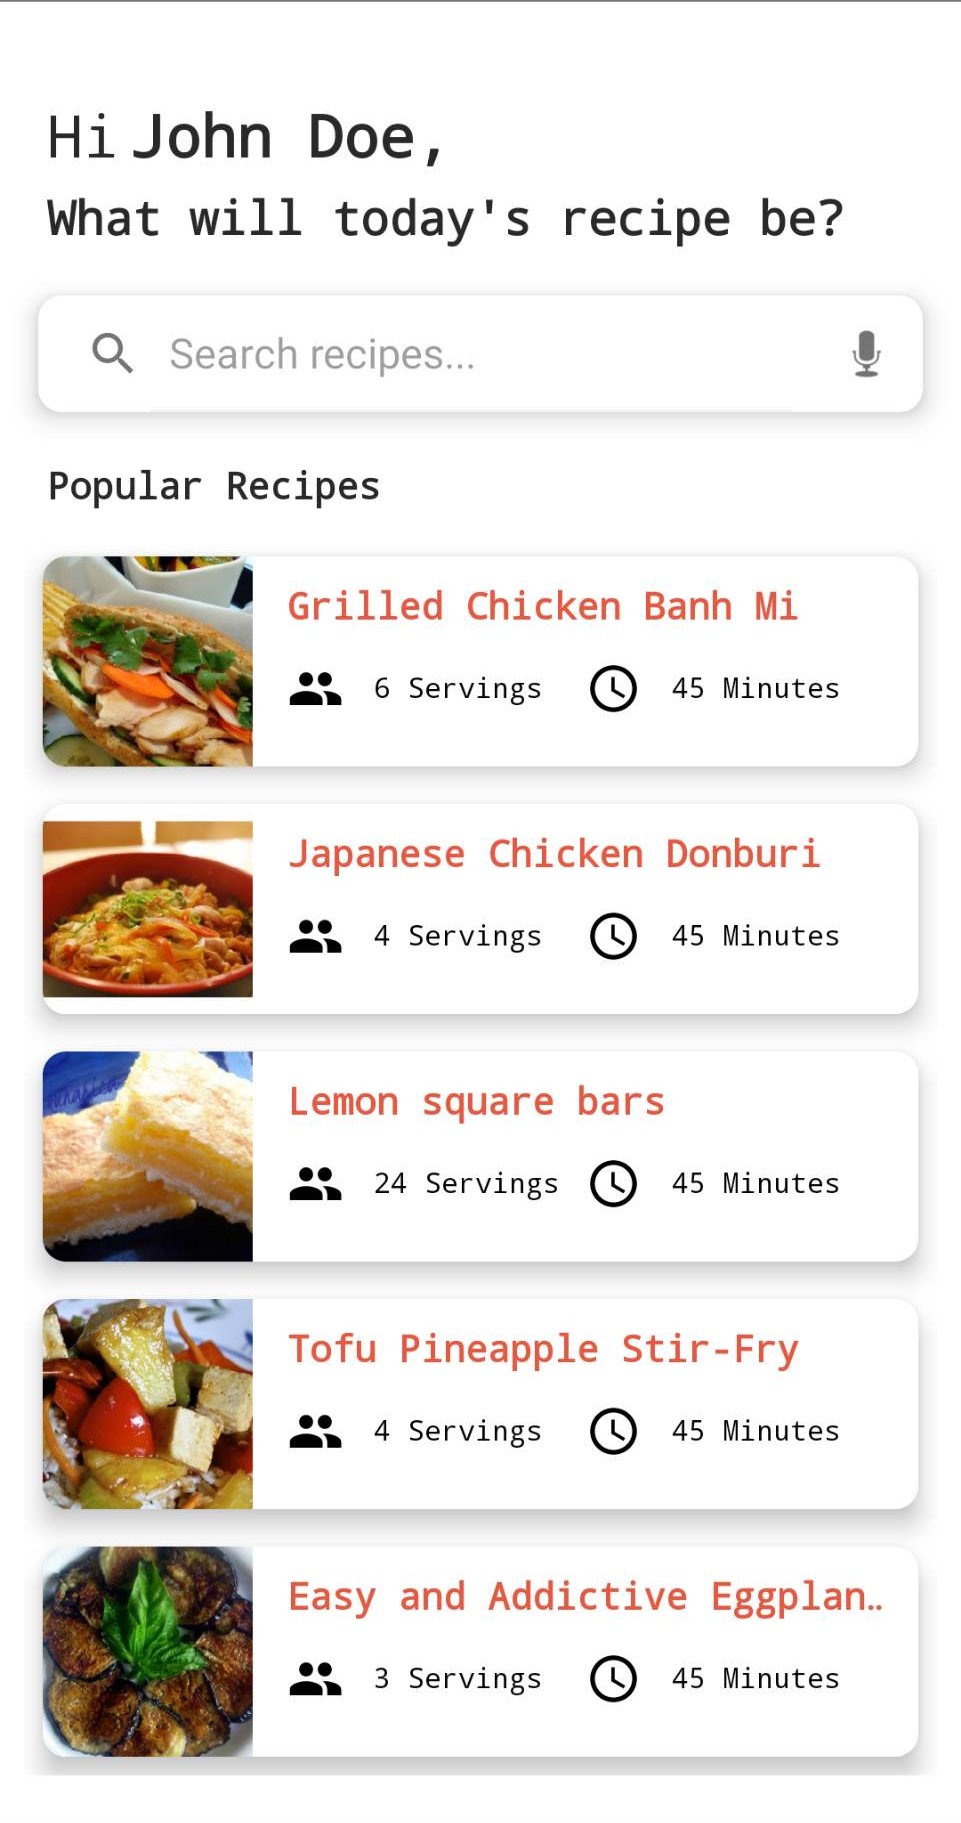 Hi John Doe,
What will today's recipe be?
Search recipes...
Popular Recipes
Grilled Chicken Banh Mi
6 Servings 45 Minutes
Japanese Chicken Donburi
4 Servings 45 Minutes
Lemon square bars
24 Servings 45 Minutes
Tofu Pineapple Stir-Fry
4 Servings 45 Minutes
Easy and Addictive Eggplan..
3 Servings 45 Minutes